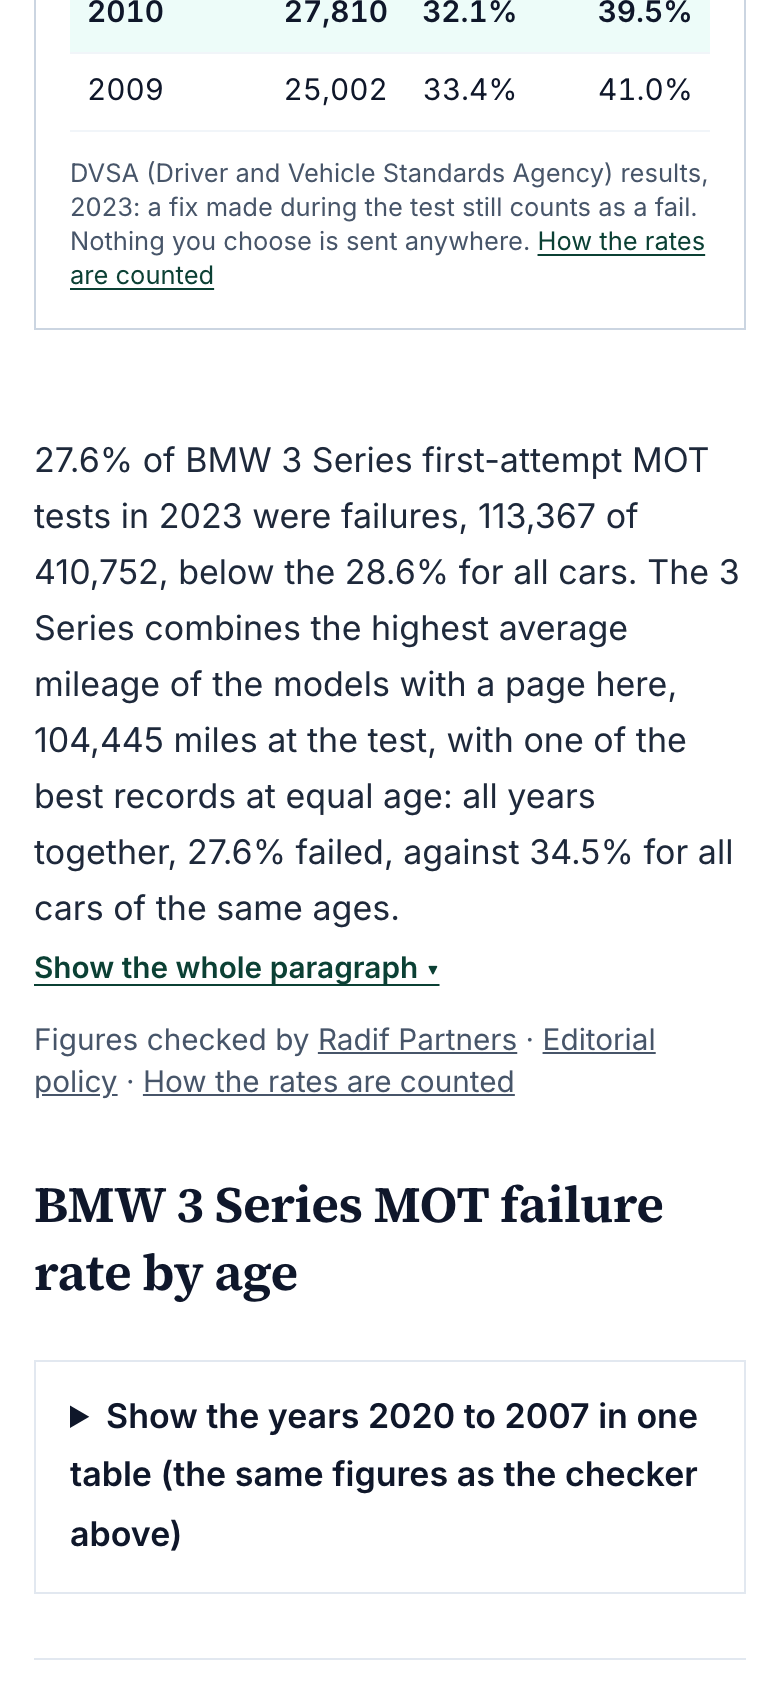 2010 27,810 32.1% 39.5%
2009 25,002 33.4% 41.0%
DVSA (Driver and Vehicle Standards Agency) results,
2023: a fix made during the test still counts as a fail.
Nothing you choose is sent anywhere. How the rates
are counted
27.6% of BMW 3 Series first-attempt MOT
tests in 2023 were failures, 113,367 of
410,752, below the 28.6% for all cars. The 3
Series combines the highest average
mileage of the models with a page here,
104,445 miles at the test, with one of the
best records at equal age: all years
together, 27.6% failed, against 34.5% for all
cars of the same ages.
Show the whole paragraph ▾
Figures checked by Radif Partners · Editorial
policy · How the rates are counted
BMW 3 Series MOT failure
rate by age
▶ Show the years 2020 to 2007 in one
table (the same figures as the checker
above)